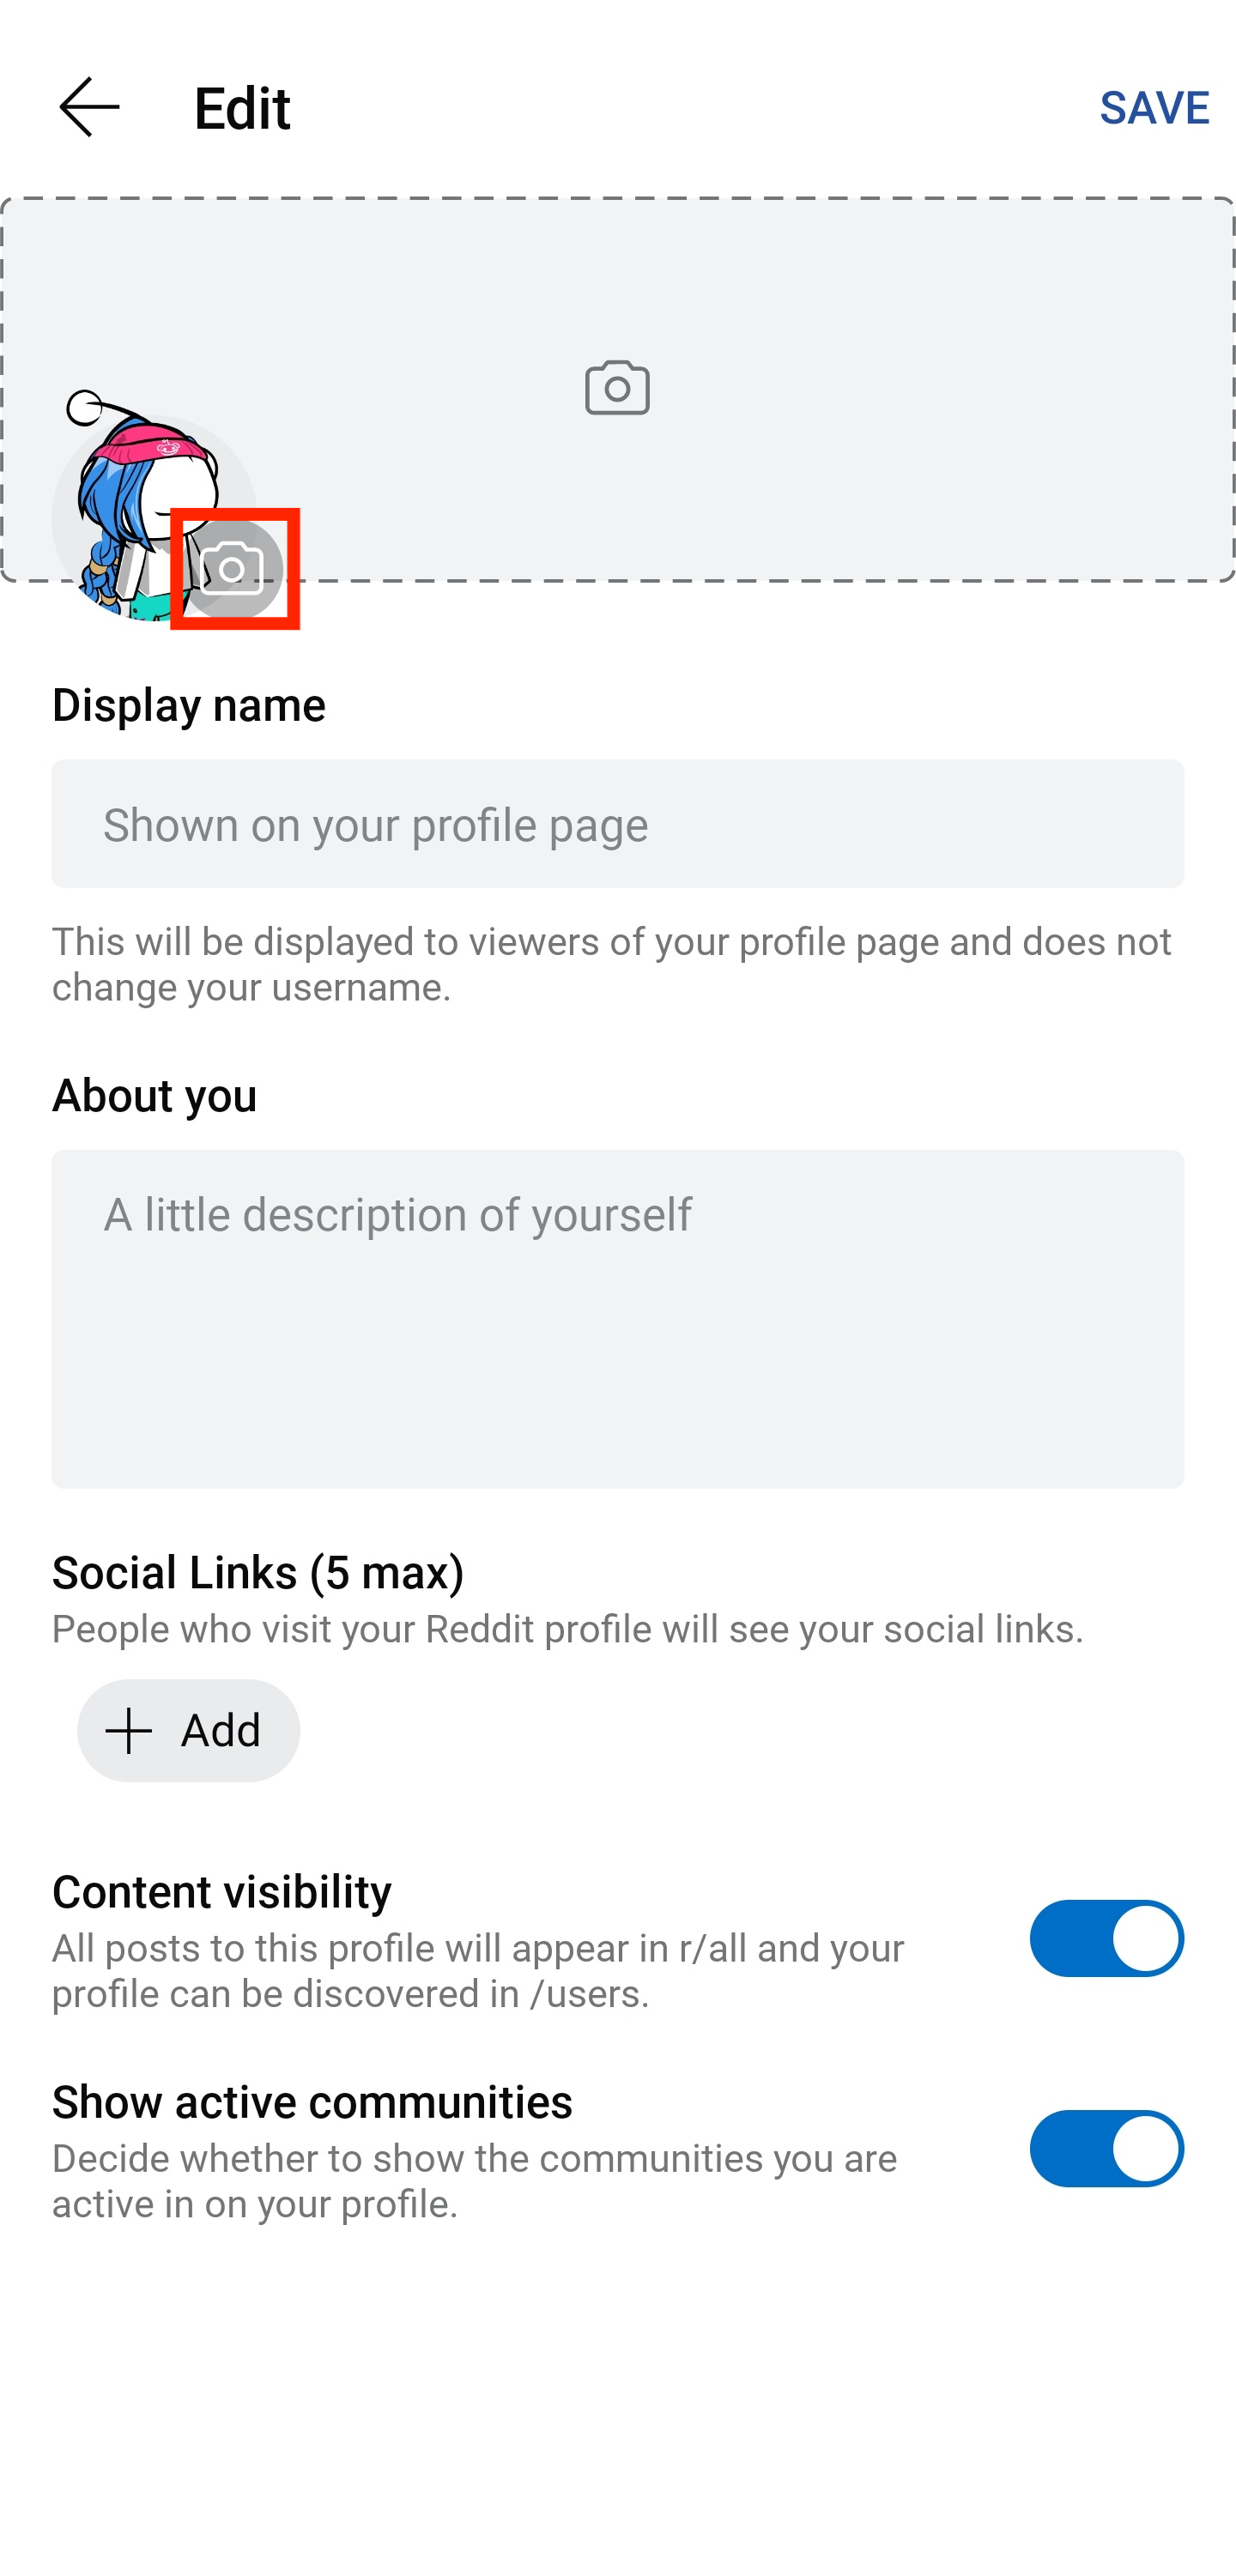 Edit
SAVE
Display name
Shown on your profile page
This will be displayed to viewers of your profile page and does not
change your username.
About you
A little description of yourself
Social Links (5 max)
People who visit your Reddit profile will see your social links.
Add
Content visibility
All posts to this profile will appear in r/all and your
profile can be discovered in /users.
Show active communities
Decide whether to show the communities you are
active in on your profile.